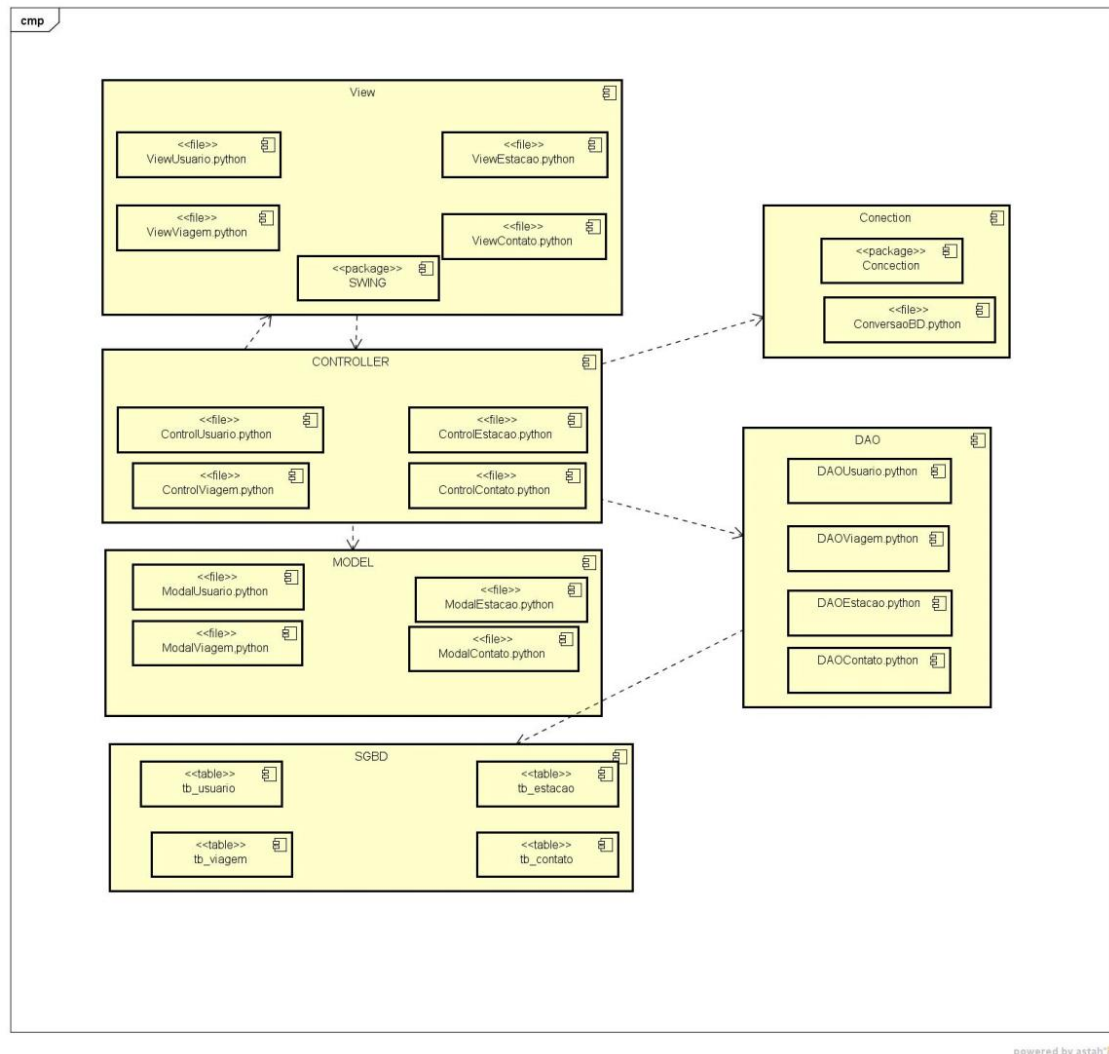 cmp
View
<<file>>
ViewUsuario.python
<<file>>
ViewEstacao.python
<<file>>
ViewViagem.python
<<file>>
ViewContato.python
<<package>>
SWING
Conection
<<package>>
Concection
<<file>>
ConversaoBD.python
CONTROLLER
<<file>>
ControlUsuario.python
<<file>>
ControlEstacao.python
<<file>>
ControlViagem.python
<<file>>
ControlContato.python
DAO
DAOUsuario.python
DAOViagem.python
DAOEstacao.python
DAOContato.python
MODEL
<<file>>
ModalUsuario.python
<<file>>
ModalEstacao.python
<<file>>
ModalViagem.python
<<file>>
ModalContato.python
SGBD
<<table>>
tb_usuario
<<table>>
tb_estacao
<<table>>
tb_viagem
<<table>>
tb_contato
powered by astah